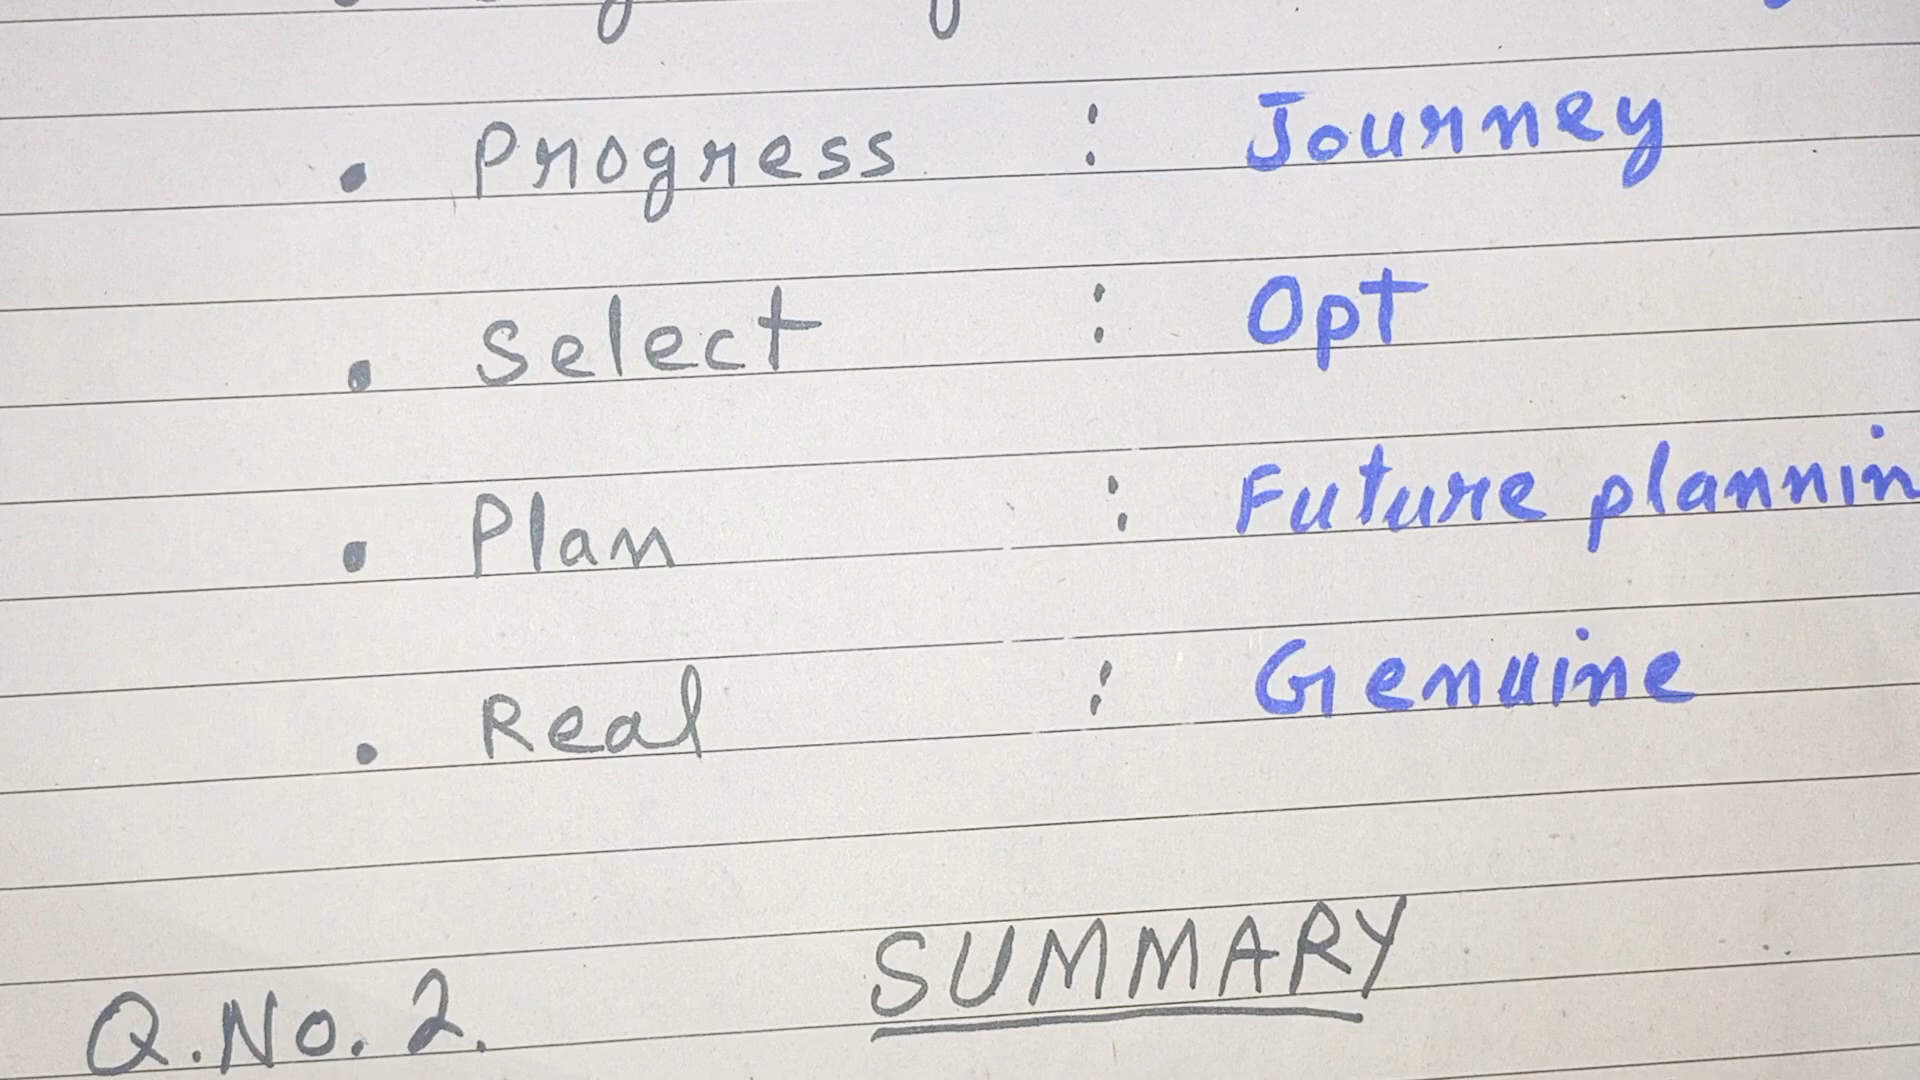 • Progress : Journey
• Select : Opt
• Plan : Future plannin
• Real : Genuine
SUMMARY
Q.No. 2.